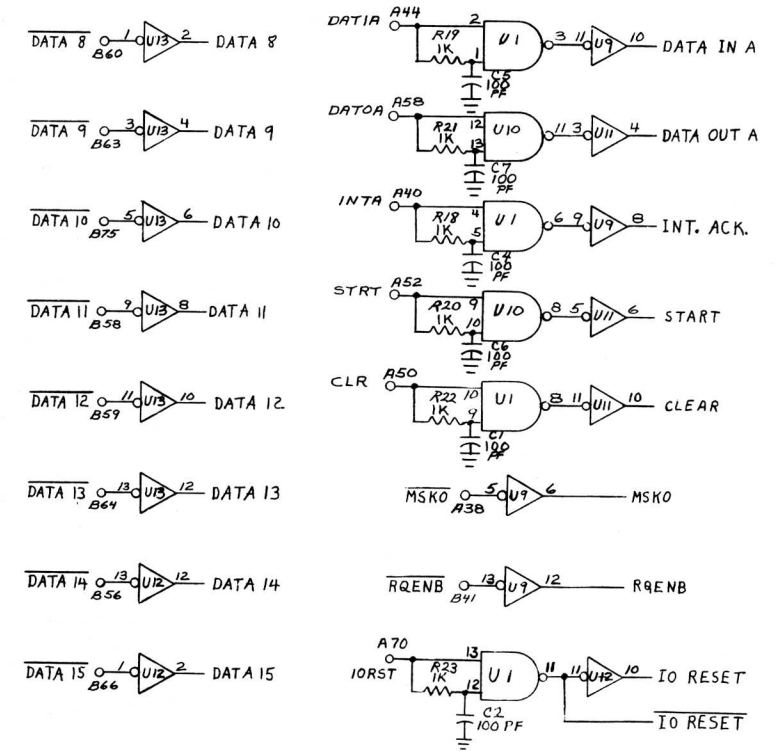 DATA 8 B60 1 U13 2 DATA 8
DATA 9 B63 3 U13 4 DATA 9
DATA 10 B75 5 U13 6 DATA 10
DATA 11 B58 9 U13 8 DATA 11
DATA 12 B59 11 U13 10 DATA 12
DATA 13 B64 13 U13 12 DATA 13
DATA 14 B56 13 U12 12 DATA 14
DATA 15 B66 1 U12 2 DATA 15
DATIA A44 2 R19 1K 1 C5 100 PF U1 3 11 U9 10 DATA IN A
DATOA A58 12 R21 1K 13 C7 100 PF U10 11 3 U11 4 DATA OUT A
INTA A40 4 R18 1K 5 C4 100 PF U1 6 9 U9 8 INT. ACK.
STRT A52 9 R20 1K 10 C6 100 PF U10 8 5 U11 6 START
CLR A50 10 R22 1K 9 C1 100 PF U1 8 11 U11 10 CLEAR
MSKO A38 5 U9 6 MSKO
RQENB B41 13 U9 12 RQENB
IORST A70 13 R23 1K 12 C2 100 PF U1 11 11 U12 10 IO RESET
IO RESET